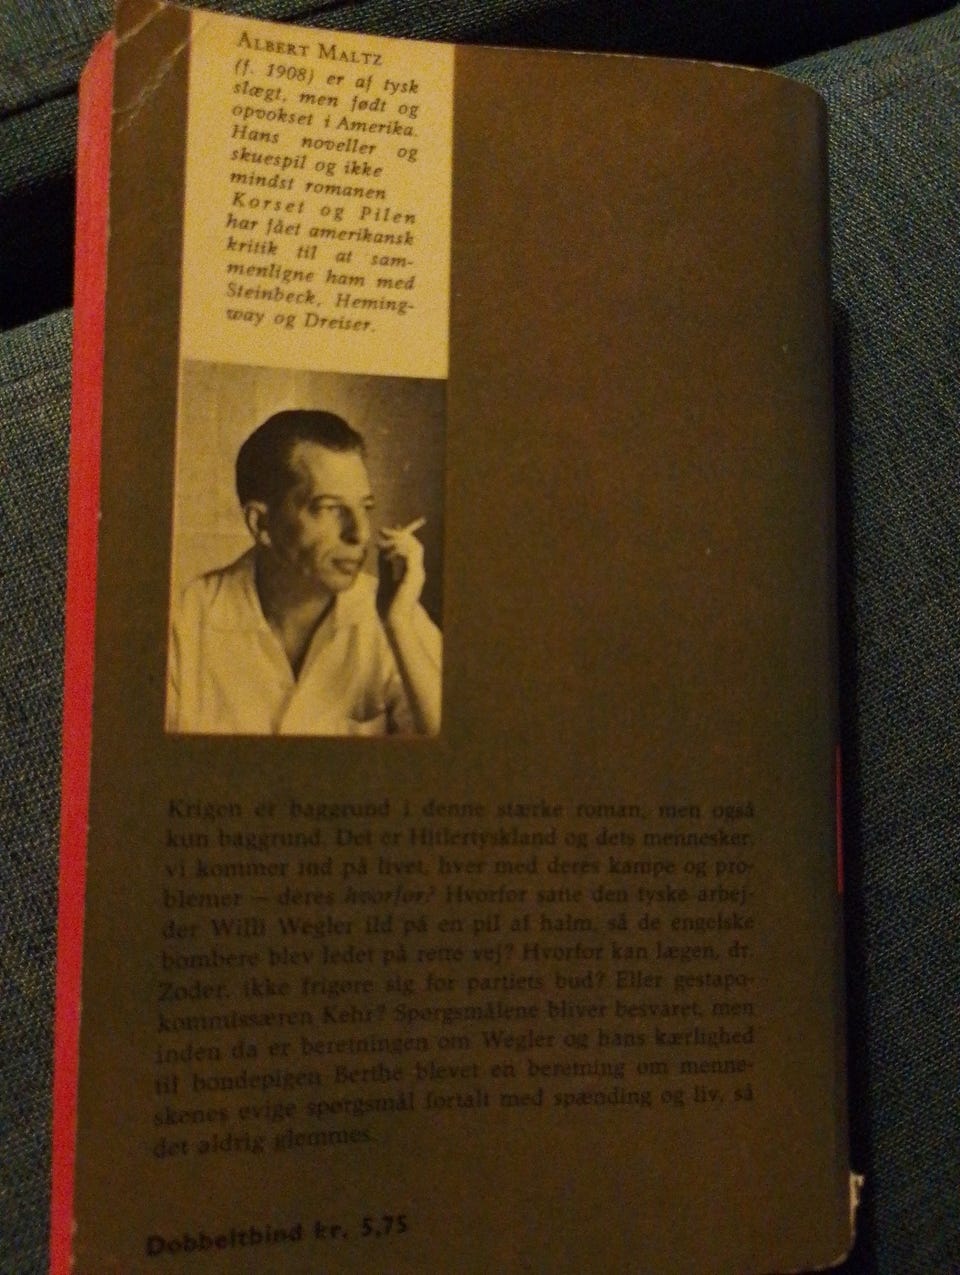 ALBERT MALTZ
(f. 1908) er af tysk
slægt, men født og
opvokset i Amerika.
Hans noveller og
skuespil og ikke
mindst romanen
Korset og Pilen
har fået amerikansk
kritik til at sam-
menligne ham med
Steinbeck, Heming-
way og Dreiser.
Krigen er baggrund i denne stærke roman, men også
kun baggrund. Det er Hitlertyskland og dets mennesker,
vi kommer ind på livet, hver med deres kampe og pro-
blemer — deres hvorfor? Hvorfor satte den tyske arbej-
der Willi Wegler ild på en pil af halm, så de engelske
bombere blev ledet på rette vej? Hvorfor kan lægen, dr.
Zoder, ikke frigøre sig for partiets bud? Eller gestapo-
kommissæren Kehr? Spørgsmålene bliver besvaret, men
inden da er beretningen om Wegler og hans kærlighed
til bondepigen Berthe blevet en beretning om menne-
skenes evige spørgsmål fortalt med spænding og liv, så
det aldrig glemmes.
Dobbeltbind kr. 5,75